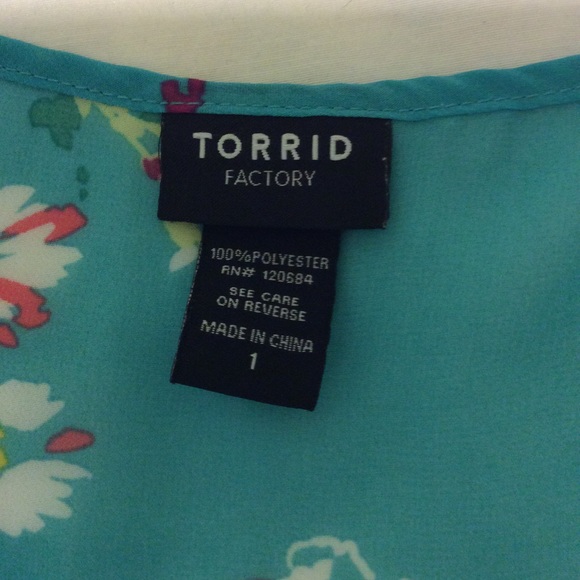 TORRID
FACTORY
100%POLYESTER
RN# 120684
SEE CARE
ON REVERSE
MADE IN CHINA
1